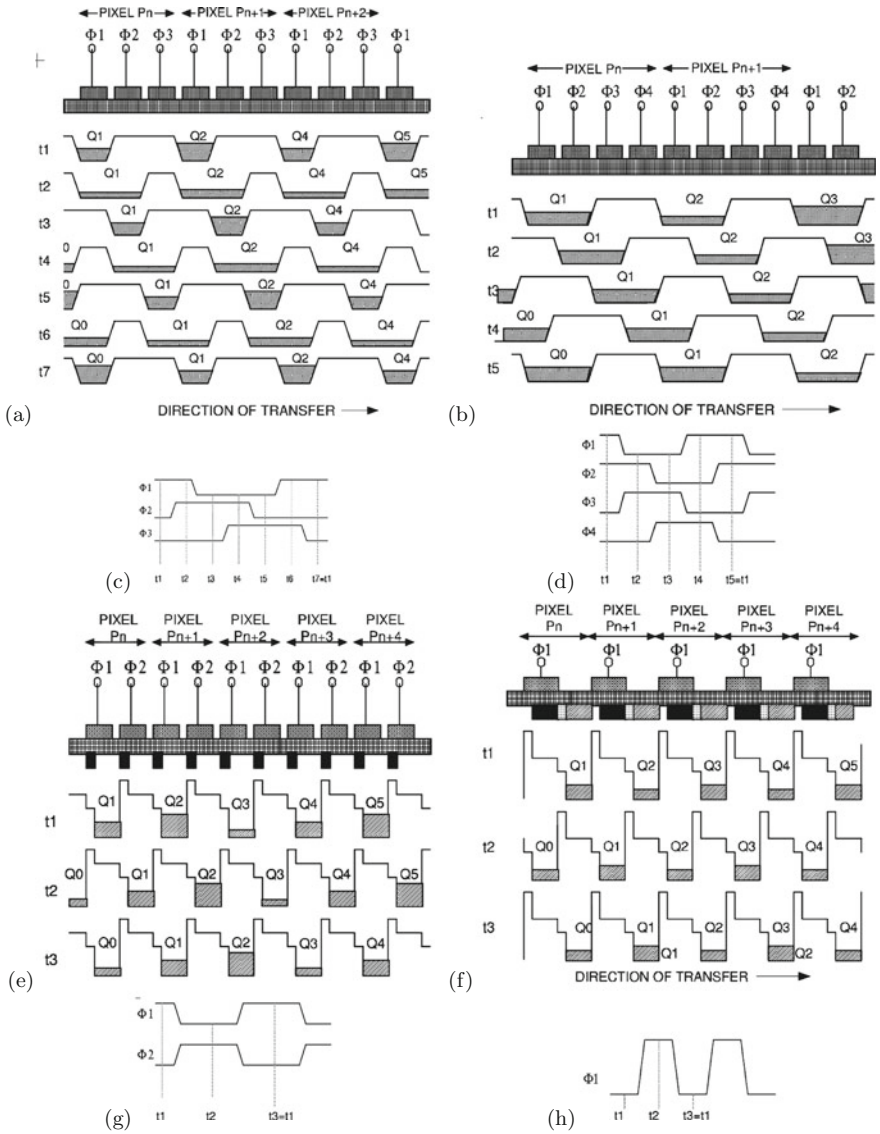 PIXEL Pn PIXEL Pn+1 PIXEL Pn+2
Φ1 Φ2 Φ3 Φ1 Φ2 Φ3 Φ1 Φ2 Φ3 Φ1
t1 Q1 Q2 Q4 Q5
t2 Q1 Q2 Q4 Q5
t3 Q1 Q2 Q4
t4 Q1 Q2 Q4
t5 Q1 Q2 Q4
t6 Q0 Q1 Q2 Q4
t7 Q0 Q1 Q2 Q4
(a) DIRECTION OF TRANSFER
PIXEL Pn PIXEL Pn+1
Φ1 Φ2 Φ3 Φ4 Φ1 Φ2 Φ3 Φ4 Φ1 Φ2
t1 Q1 Q2 Q3
t2 Q1 Q2 Q3
t3 Q1 Q2
t4 Q0 Q1 Q2
t5 Q0 Q1 Q2
(b) DIRECTION OF TRANSFER
Φ1
Φ2
Φ3
t1 t2 t3 t4 t5 t6 t7=t1
(c)
Φ1
Φ2
Φ3
Φ4
t1 t2 t3 t4 t5=t1
(d)
PIXEL Pn PIXEL Pn+1 PIXEL Pn+2 PIXEL Pn+3 PIXEL Pn+4
Φ1 Φ2 Φ1 Φ2 Φ1 Φ2 Φ1 Φ2 Φ1 Φ2
t1 Q1 Q2 Q3 Q4 Q5
t2 Q0 Q1 Q2 Q3 Q4 Q5
t3 Q0 Q1 Q2 Q3 Q4
(e)
PIXEL Pn PIXEL Pn+1 PIXEL Pn+2 PIXEL Pn+3 PIXEL Pn+4
Φ1 Φ1 Φ1 Φ1 Φ1
t1 Q1 Q2 Q3 Q4 Q5
t2 Q0 Q1 Q2 Q3 Q4
t3 Q0 Q1 Q2 Q3 Q4
Q1 Q2
(f) DIRECTION OF TRANSFER
Φ1
Φ2
t1 t2 t3=t1
(g)
Φ1
t1 t2 t3=t1
(h)